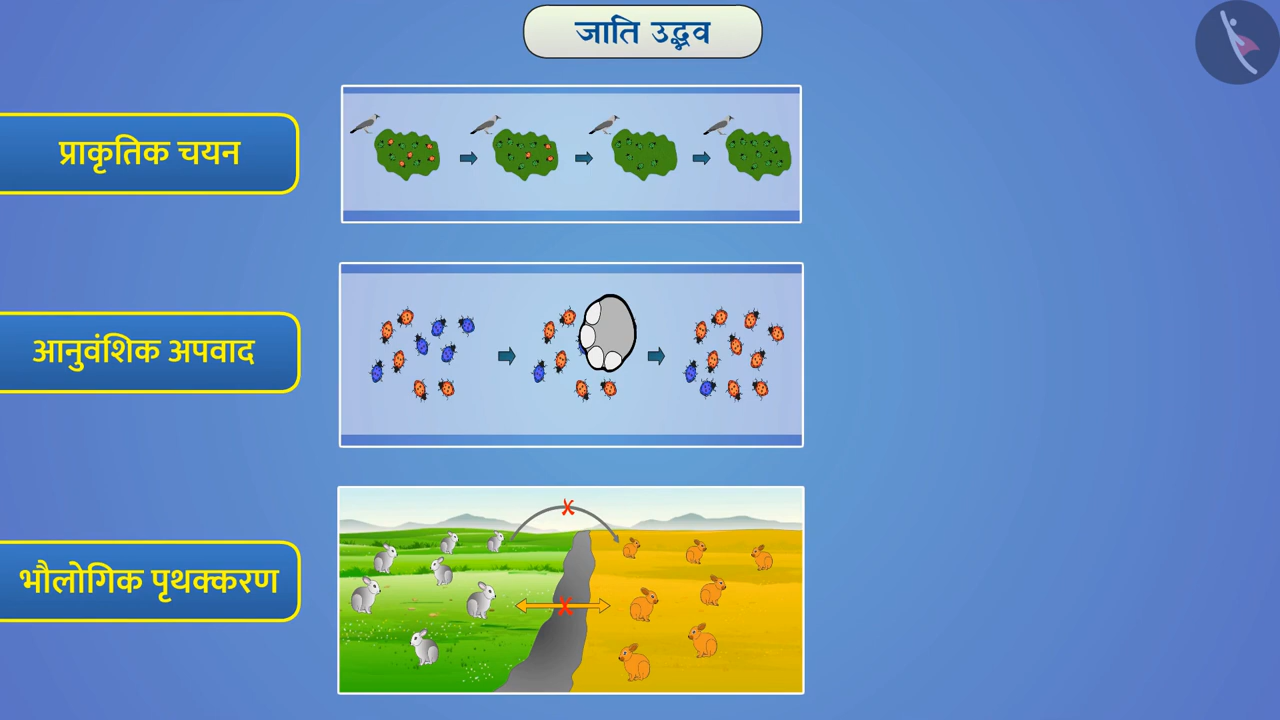 जाति उद्भव
प्राकृतिक चयन
आनुवंशिक अपवाद
भौलोगिक पृथक्करण